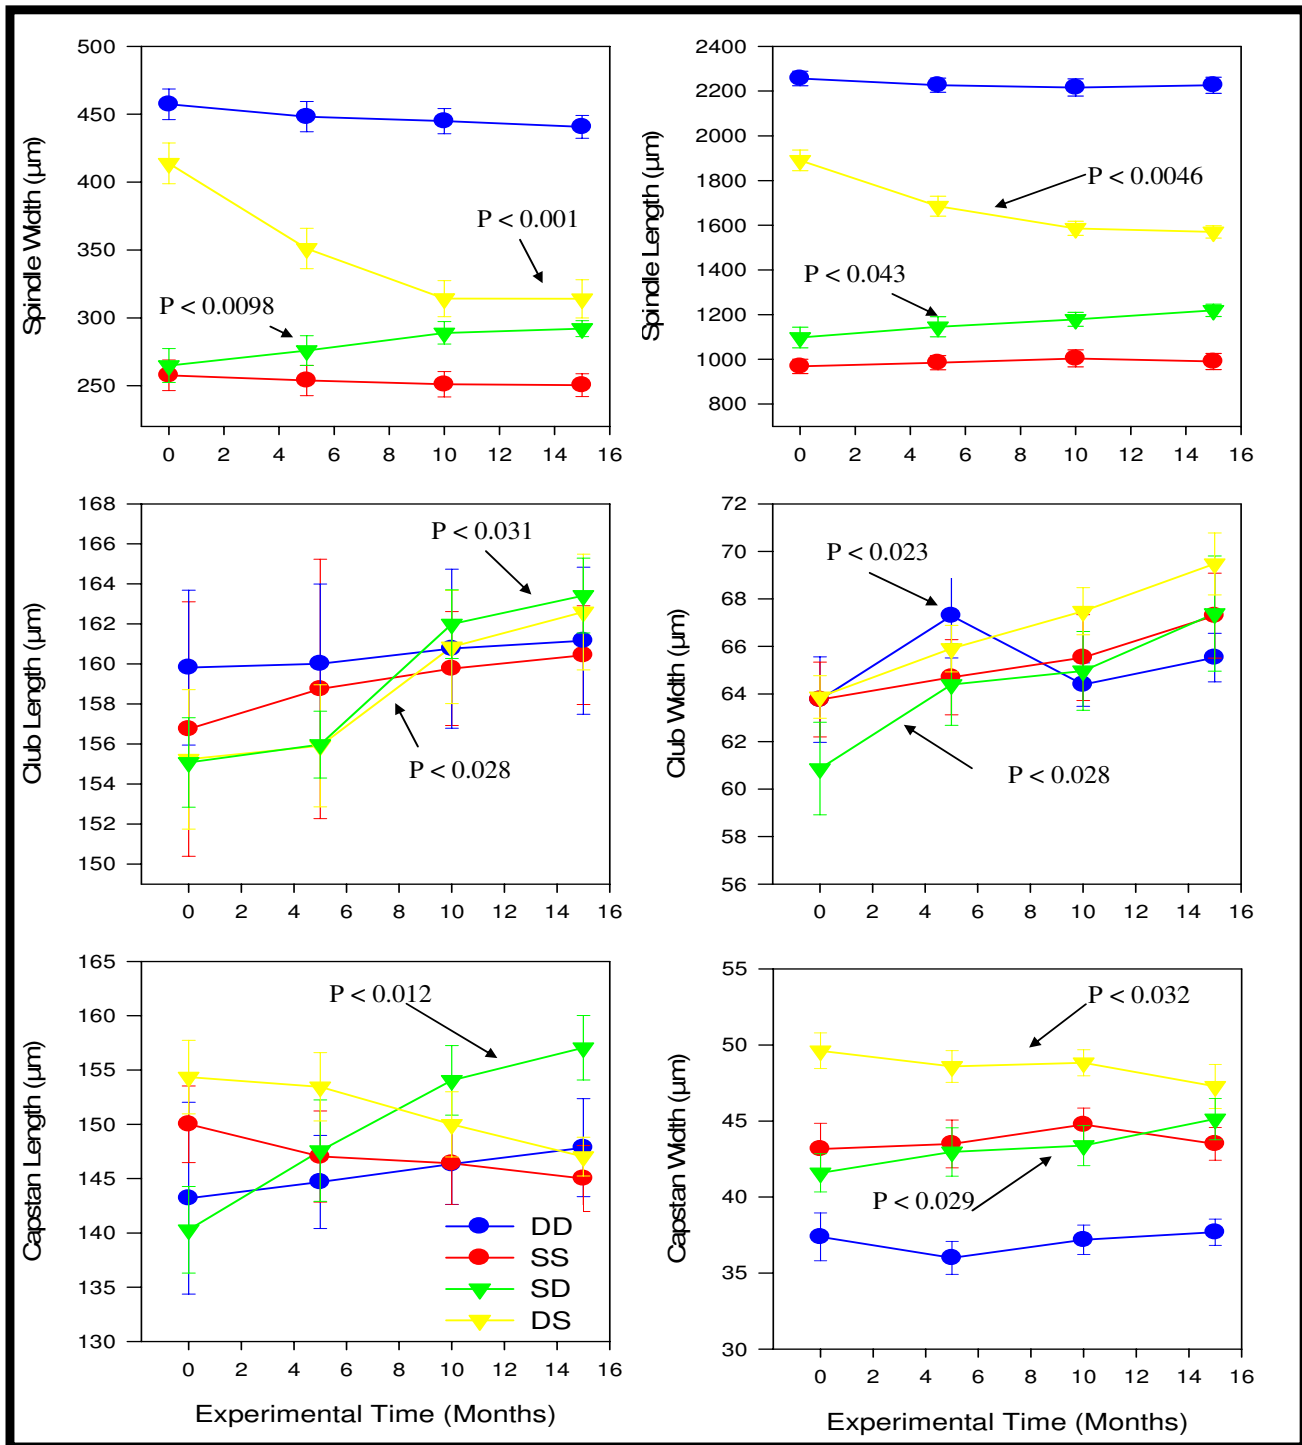 500
450
400
350
300
250
Spindle Width (µm)
P < 0.001
P < 0.0098
0 2 4 6 8 10 12 14 16
2400
2200
2000
1800
1600
1400
1200
1000
800
Spindle Length (µm)
P < 0.0046
P < 0.043
0 2 4 6 8 10 12 14 16
168
166
164
162
160
158
156
154
152
150
Club Length (µm)
P < 0.031
P < 0.028
0 2 4 6 8 10 12 14 16
72
70
68
66
64
62
60
58
56
Club Width (µm)
P < 0.023
P < 0.028
0 2 4 6 8 10 12 14 16
165
160
155
150
145
140
135
130
Capstan Length (µm)
P < 0.012
DD
SS
SD
DS
0 2 4 6 8 10 12 14 16
Experimental Time (Months)
55
50
45
40
35
30
Capstan Width (µm)
P < 0.032
P < 0.029
0 2 4 6 8 10 12 14 16
Experimental Time (Months)